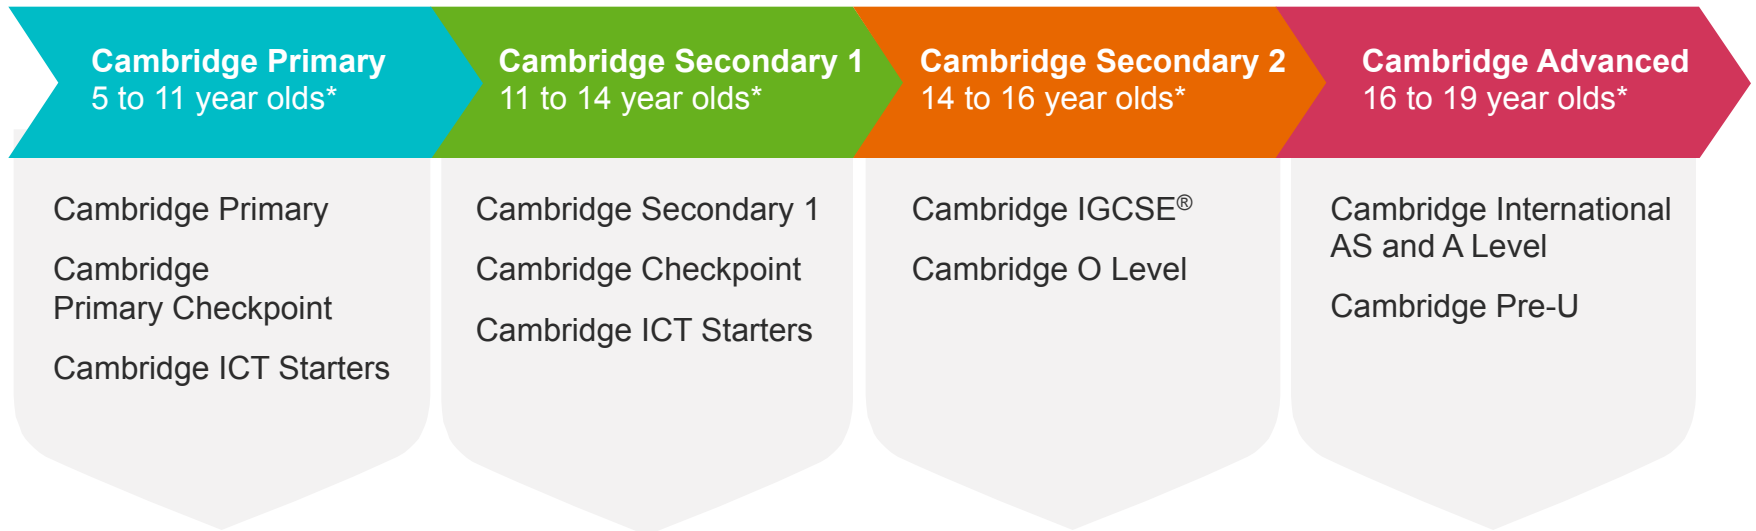 Cambridge Primary
5 to 11 year olds*
Cambridge Secondary 1
11 to 14 year olds*
Cambridge Secondary 2
14 to 16 year olds*
Cambridge Advanced
16 to 19 year olds*
Cambridge Primary
Cambridge
Primary Checkpoint
Cambridge ICT Starters
Cambridge Secondary 1
Cambridge Checkpoint
Cambridge ICT Starters
Cambridge IGCSE®
Cambridge O Level
Cambridge International
AS and A Level
Cambridge Pre-U